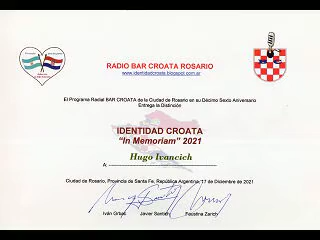 RADIO BAR CROATA ROSARIO
www.identidadcroata.blogspot.com.ar
El Programa Radial BAR CROATA de la Ciudad de Rosario en su Décimo Sexto Aniversario
Entrega la Distinción
IDENTIDAD CROATA
"In Memoriam" 2021
Hugo Ivancich
A:
Ciudad de Rosario, Provincia de Santa Fe, República Argentina, 17 de Diciembre de 2021
Iván Grbac Javier Santich Faustina Zarich